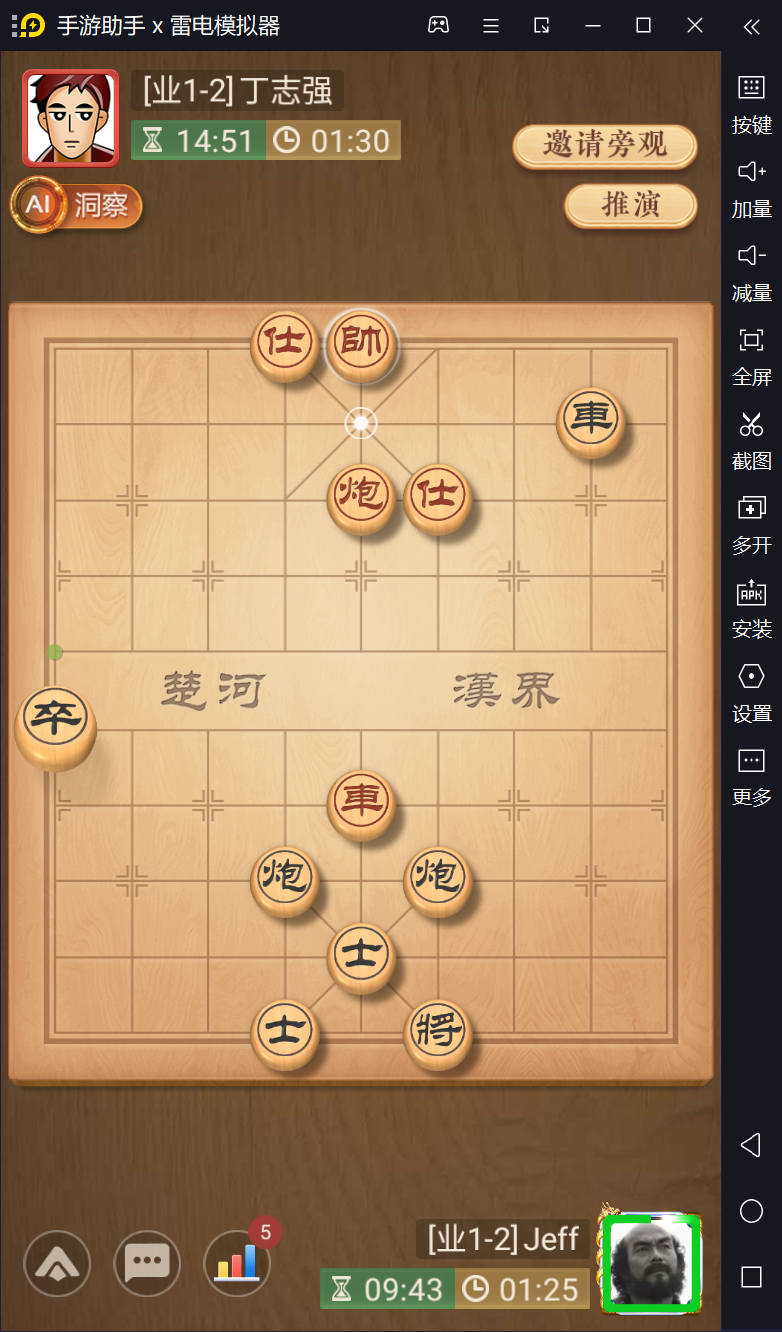 手游助手 x 雷电模拟器
[业1-2]丁志强
14:51 01:30
邀请旁观
AI 洞察
推演
仕 帥
車
炮 仕
楚河 漢界
卒
車
炮 炮
士
士 將
5
[业1-2]Jeff
09:43 01:25
按键
加量
减量
全屏
截图
多开
APK
安装
设置
更多